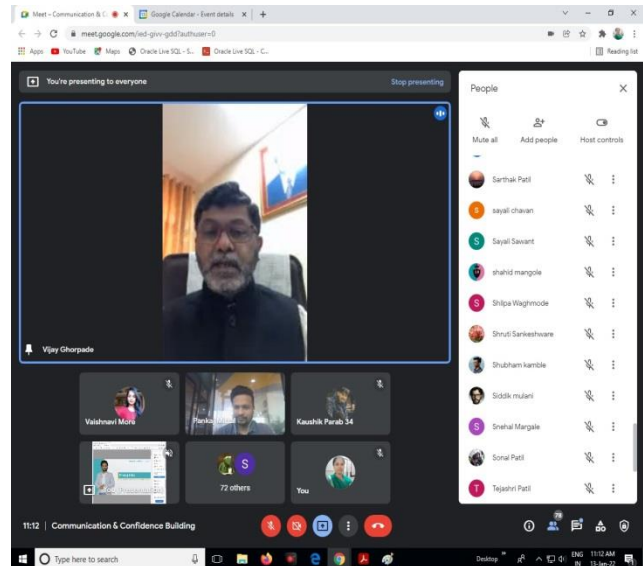 Meet – Communication & C
Google Calendar - Event details
meet.google.com/ied-givv-gdd?authuser=0
Apps
YouTube
Maps
Oracle Live SQL - S...
Oracle Live SQL - C...
Reading list
You're presenting to everyone
Stop presenting
Vijay Ghorpade
Vaishnavi More
Kaushik Parab 34
S
72 others
You
11:12 | Communication & Confidence Building
People
Mute all
Add people
Host controls
Sarthak Patil
s sayali chavan
S Sayali Sawant
shahid mangole
S Shilpa Waghmode
Shruti Sankeshware
Shubham kamble
Siddik mulani
S Snehal Margale
Sonal Patil
T Tejashri Patil
78
Type here to search
Desktop
ENG
IN
11:12 AM
13-Jan-22